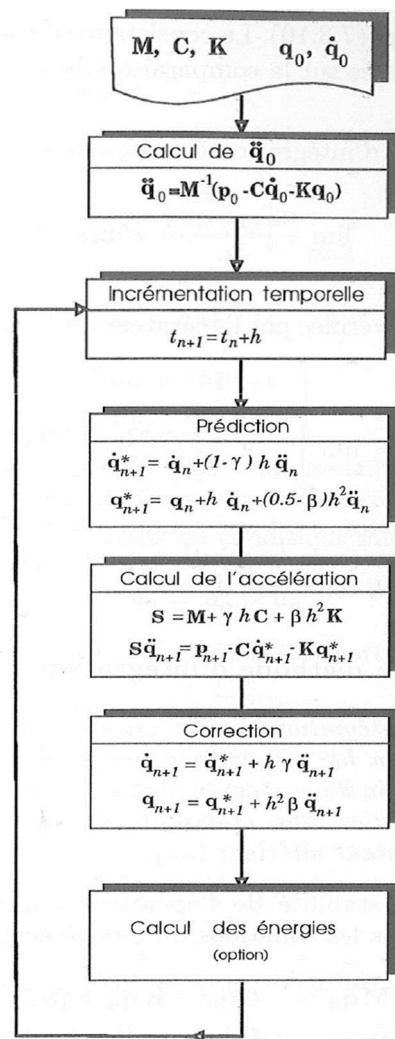 M, C, K q₀, q̇₀
Calcul de q̈₀
q̈₀=M⁻¹(p₀-Cq̇₀-Kq₀)
Incrémentation temporelle
tₙ₊₁=tₙ+h
Prédiction
q̇*ₙ₊₁= q̇ₙ+(1-γ) h q̈ₙ
q*ₙ₊₁= qₙ+h q̇ₙ+(0.5-β)h²q̈ₙ
Calcul de l'accélération
S=M+ γ h C + β h² K
Sq̈ₙ₊₁=pₙ₊₁-Cq̇*ₙ₊₁-Kq*ₙ₊₁
Correction
q̇ₙ₊₁= q̇*ₙ₊₁+ h γ q̈ₙ₊₁
qₙ₊₁= q*ₙ₊₁+ h² β q̈ₙ₊₁
Calcul des énergies
(option)